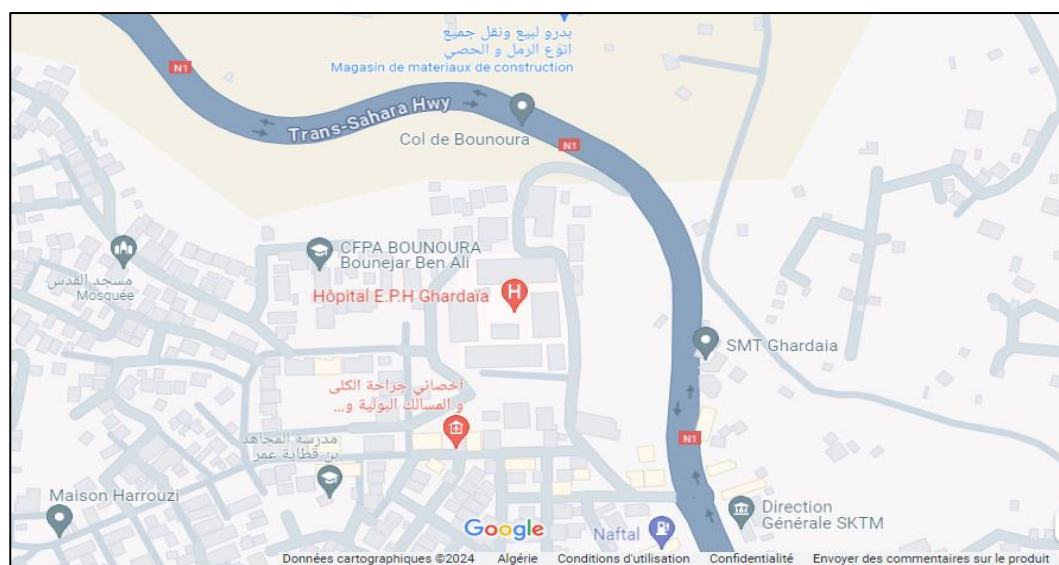 بدرو لبيع ونقل جميع
انوع الرمل و الحصي
Magasin de materiaux de construction
N1
Trans-Sahara Hwy
Col de Bounoura
N1
CFPA BOUNOURA
Bounejar Ben Ali
مسجد القدس
Mosquée
Hôpital E.P.H Ghardaïa
H
SMT Ghardaia
أخصائي جراحة الكلى
و المسالك البولية و...
مدرسة المجاهد
بن قطاية عمر
N1
Maison Harrouzi
Direction
Générale SKTM
Google
Naftal
Données cartographiques ©2024 Algérie Conditions d'utilisation Confidentialité Envoyer des commentaires sur le produit